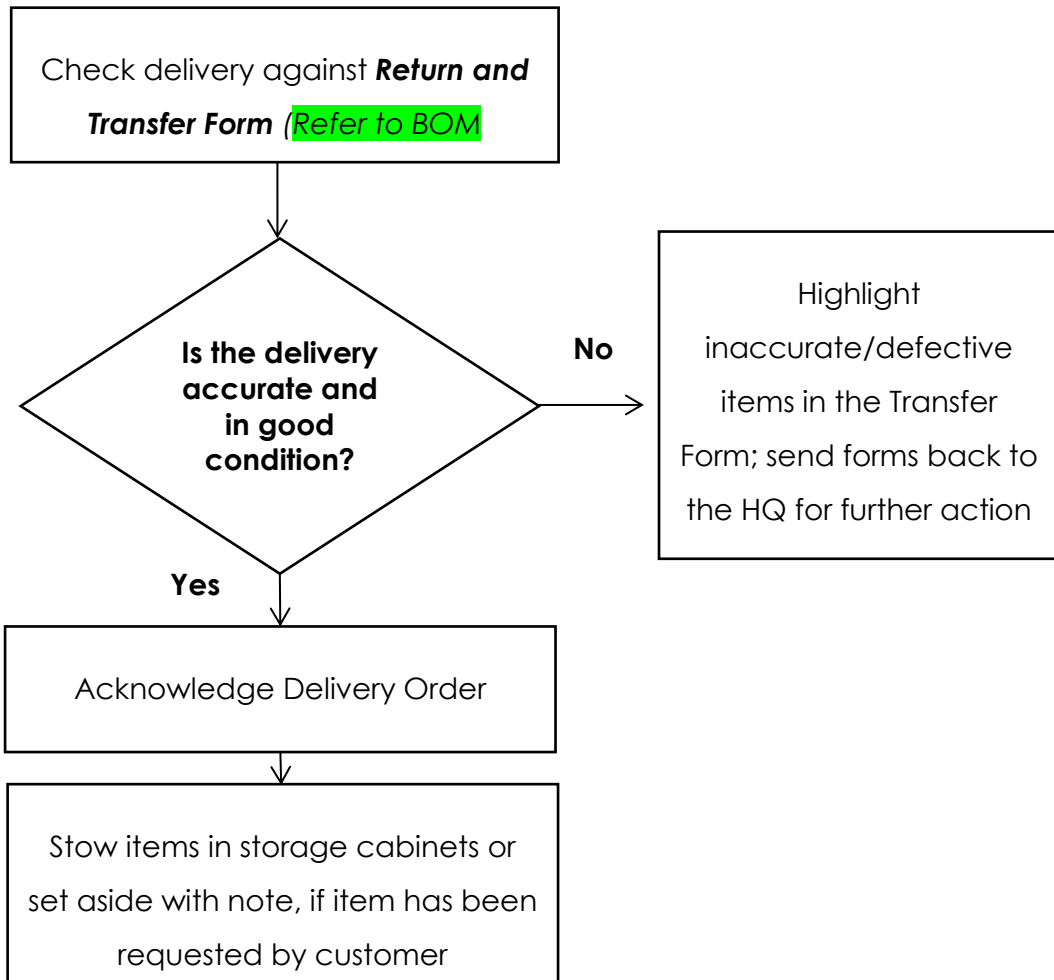 Check delivery against Return and
Transfer Form (Refer to BOM
Is the delivery
accurate and
in good
condition?
No
Highlight
inaccurate/defective
items in the Transfer
Form; send forms back to
the HQ for further action
Yes
Acknowledge Delivery Order
Stow items in storage cabinets or
set aside with note, if item has been
requested by customer